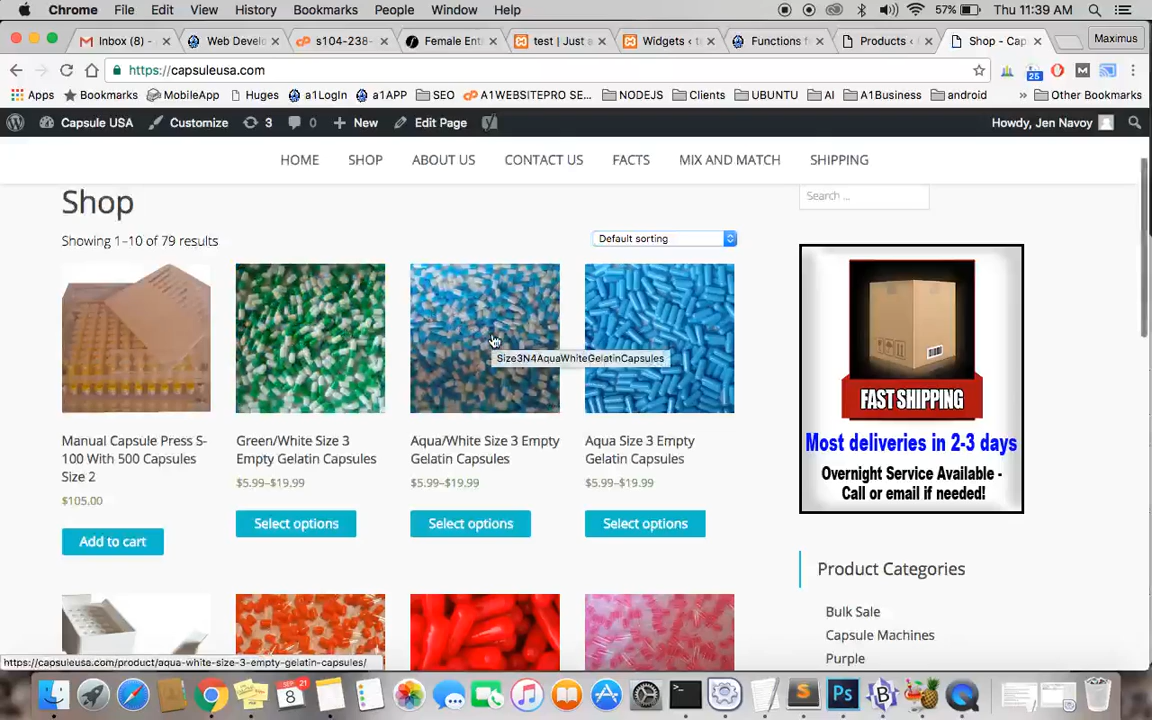 Chrome File Edit View History Bookmarks People Window Help 57% Thu 11:39 AM
Inbox (8) - Web Develo s104-238- Female Ent test | Just a Widgets ‹ t Functions f Products ‹ Shop - Cap Maximus
https://capsuleusa.com 25
Apps Bookmarks MobileApp Huges a1LogIn a1APP SEO A1WEBSITEPRO SE... NODEJS Clients UBUNTU AI A1Business android » Other Bookmarks
Capsule USA Customize 3 0 New Edit Page Howdy, Jen Navoy
HOME SHOP ABOUT US CONTACT US FACTS MIX AND MATCH SHIPPING
Shop
Search ...
Showing 1–10 of 79 results
Default sorting
Size3N4AquaWhiteGelatinCapsules
FAST SHIPPING
Most deliveries in 2-3 days
Overnight Service Available -
Call or email if needed!
Manual Capsule Press S-
100 With 500 Capsules
Size 2
$105.00
Add to cart
Green/White Size 3
Empty Gelatin Capsules
$5.99–$19.99
Select options
Aqua/White Size 3 Empty
Gelatin Capsules
$5.99–$19.99
Select options
Aqua Size 3 Empty
Gelatin Capsules
$5.99–$19.99
Select options
Product Categories
Bulk Sale
Capsule Machines
Purple
https://capsuleusa.com/product/aqua-white-size-3-empty-gelatin-capsules/
SEP 21
8
Ps
B